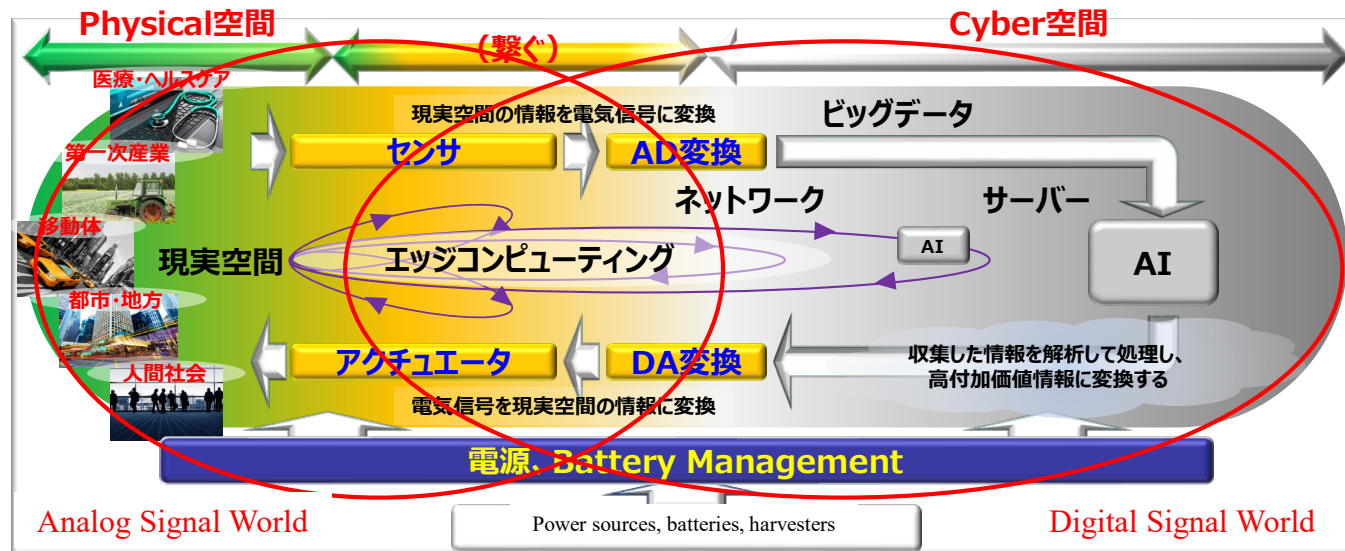 Physical空間
(繋ぐ)
Cyber空間
医療・ヘルスケア
現実空間の情報を電気信号に変換
ビッグデータ
センサ
AD変換
第一次産業
ネットワーク
サーバー
移動体
現実空間
エッジコンピューティング
AI
AI
都市・地方
アクチュエータ
DA変換
収集した情報を解析して処理し、
高付加価値情報に変換する
人間社会
電気信号を現実空間の情報に変換
電源、Battery Management
Analog Signal World
Power sources, batteries, harvesters
Digital Signal World